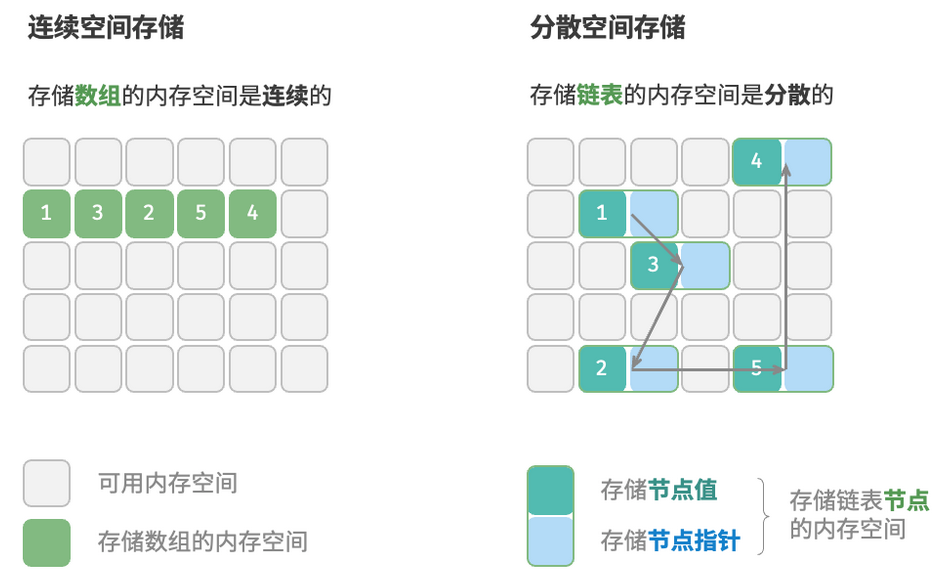 连续空间存储
存储数组的内存空间是连续的
1 3 2 5 4
可用内存空间
存储数组的内存空间
分散空间存储
存储链表的内存空间是分散的
4
1
3
2 5
存储节点值
存储节点指针
存储链表节点
的内存空间